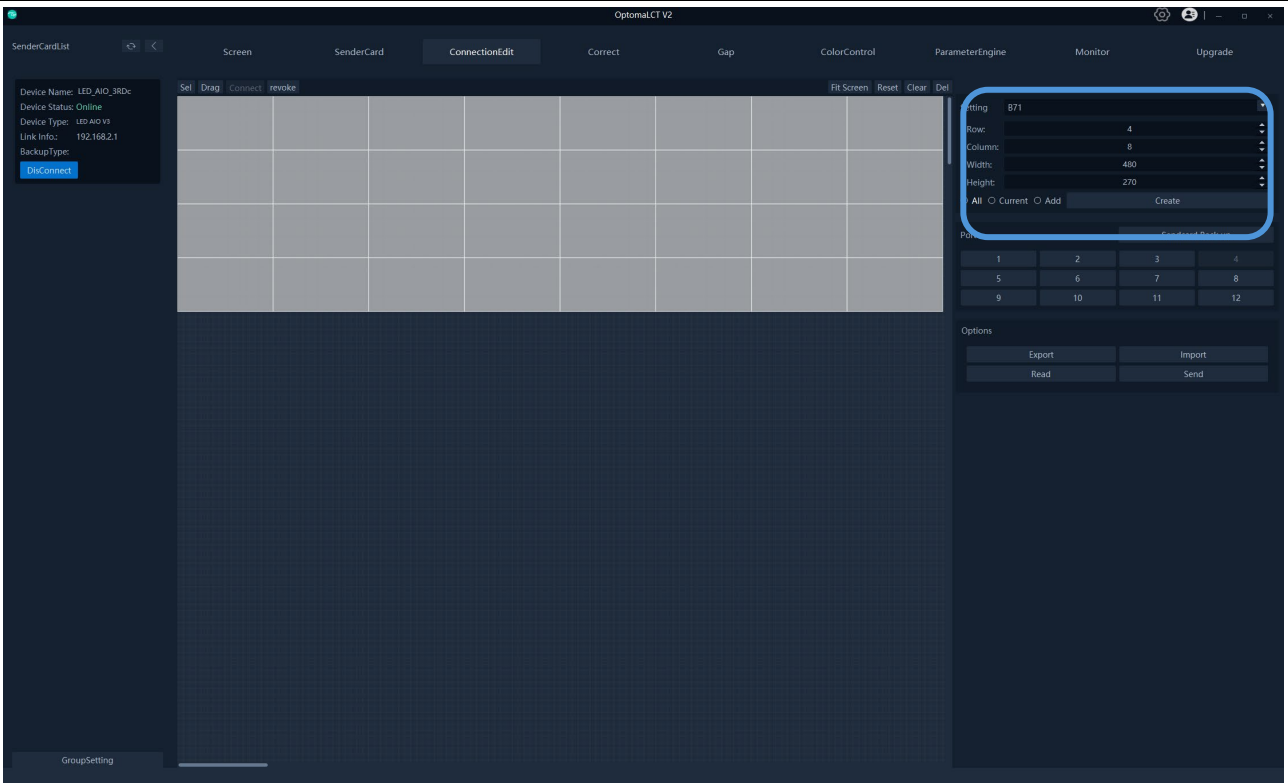 OptomaLCT V2
SenderCardList
Screen
SenderCard
ConnectionEdit
Correct
Gap
ColorControl
ParameterEngine
Monitor
Upgrade
Device Name: LED_AIO_3RDc
Device Status: Online
Device Type: LED AIO V3
Link Info.: 192.168.2.1
BackupType:
DisConnect
Sel Drag Connect revoke
Fit Screen Reset Clear Del
Setting B71
Row: 4
Column: 8
Width: 480
Height: 270
All Current Add Create
1 2 3 4
5 6 7 8
9 10 11 12
Options
Export Import
Read Send
GroupSetting